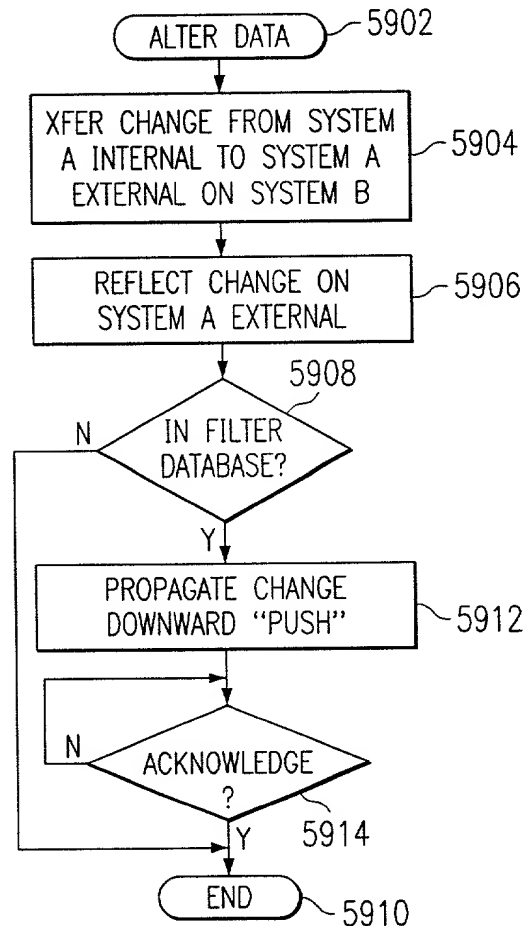 ALTER DATA
5902
XFER CHANGE FROM SYSTEM
A INTERNAL TO SYSTEM A
EXTERNAL ON SYSTEM B
5904
REFLECT CHANGE ON
SYSTEM A EXTERNAL
5906
5908
N
IN FILTER
DATABASE?
Y
PROPAGATE CHANGE
DOWNWARD “PUSH”
5912
N
ACKNOWLEDGE
?
5914
Y
END
5910